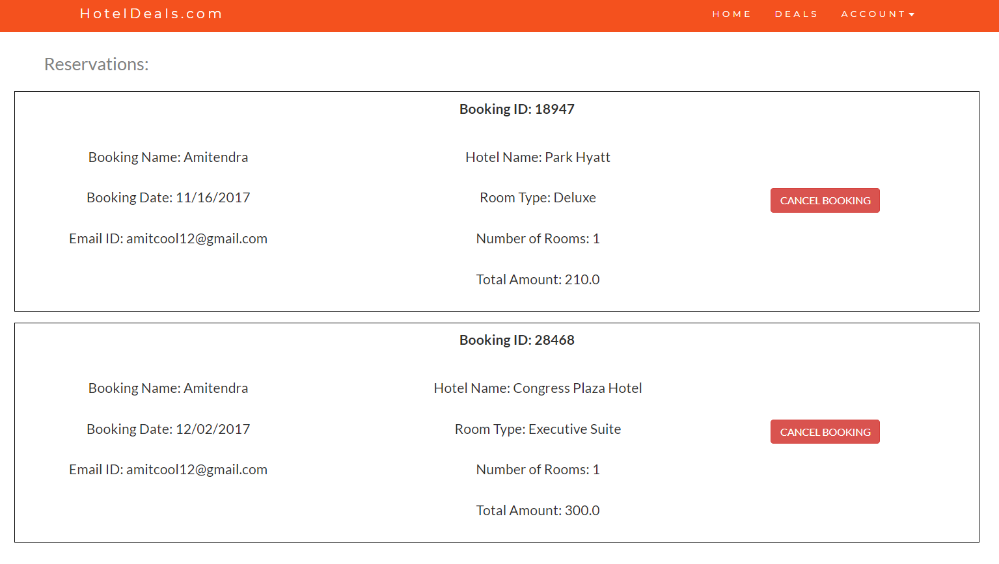 HotelDeals.com
HOME DEALS ACCOUNT
Reservations:
Booking ID: 18947
Booking Name: Amitendra
Hotel Name: Park Hyatt
Booking Date: 11/16/2017
Room Type: Deluxe
CANCEL BOOKING
Email ID: amitcool12@gmail.com
Number of Rooms: 1
Total Amount: 210.0
Booking ID: 28468
Booking Name: Amitendra
Hotel Name: Congress Plaza Hotel
Booking Date: 12/02/2017
Room Type: Executive Suite
CANCEL BOOKING
Email ID: amitcool12@gmail.com
Number of Rooms: 1
Total Amount: 300.0